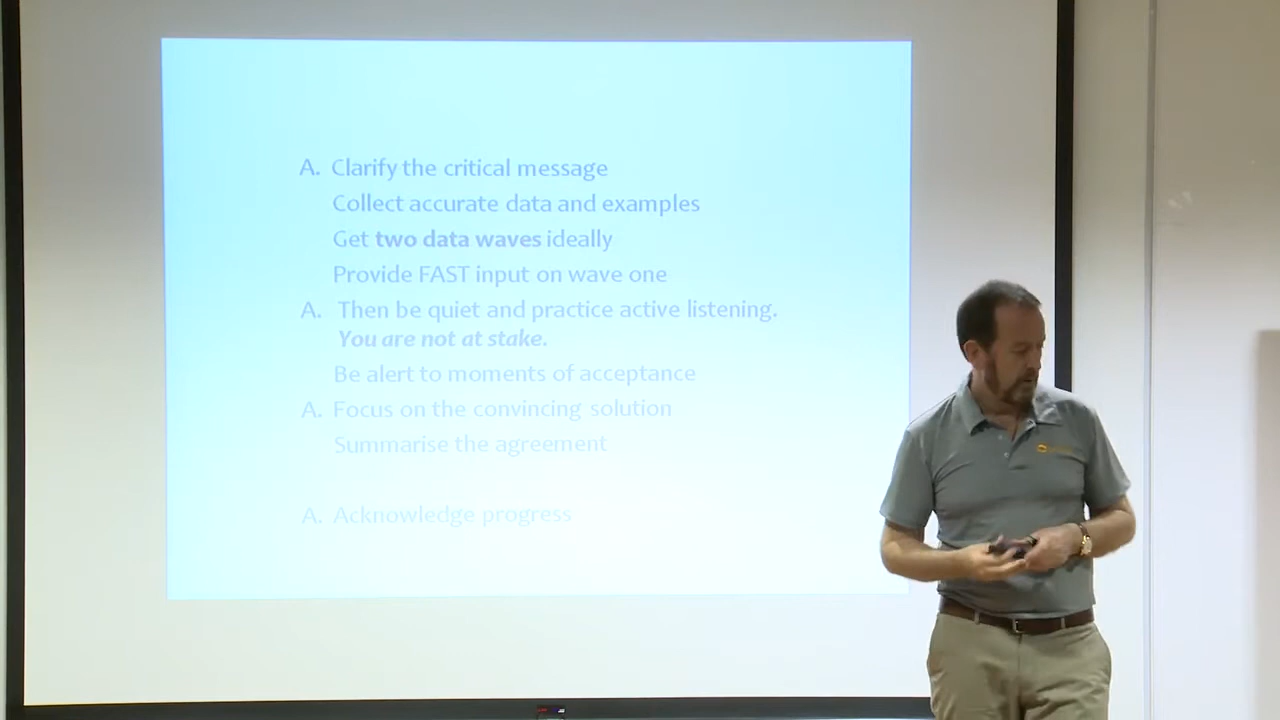 A. Clarify the critical message
Collect accurate data and examples
Get two data waves ideally
Provide FAST input on wave one
A. Then be quiet and practice active listening.
You are not at stake.
Be alert to moments of acceptance
A. Focus on the convincing solution
Summarise the agreement
A. Acknowledge progress